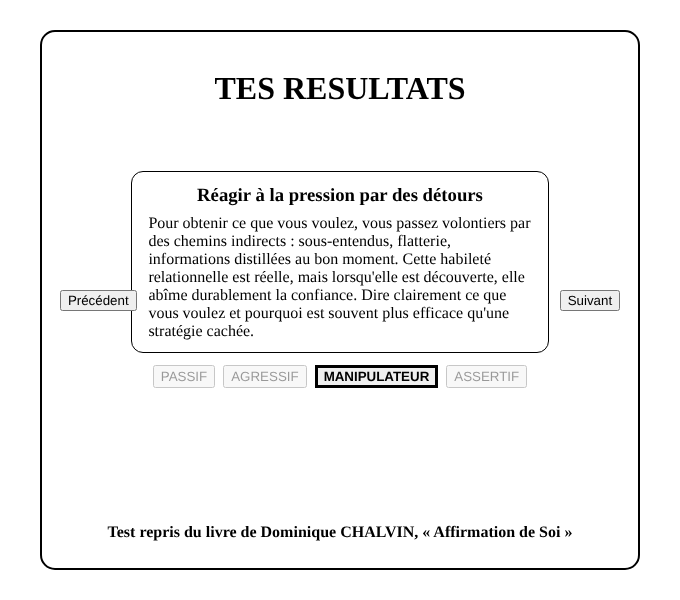 TES RESULTATS
Réagir à la pression par des détours
Pour obtenir ce que vous voulez, vous passez volontiers par
des chemins indirects : sous-entendus, flatterie,
informations distillées au bon moment. Cette habileté
relationnelle est réelle, mais lorsqu'elle est découverte, elle
abîme durablement la confiance. Dire clairement ce que
vous voulez et pourquoi est souvent plus efficace qu'une
stratégie cachée.
Précédent
Suivant
PASSIF AGRESSIF MANIPULATEUR ASSERTIF
Test repris du livre de Dominique CHALVIN, « Affirmation de Soi »